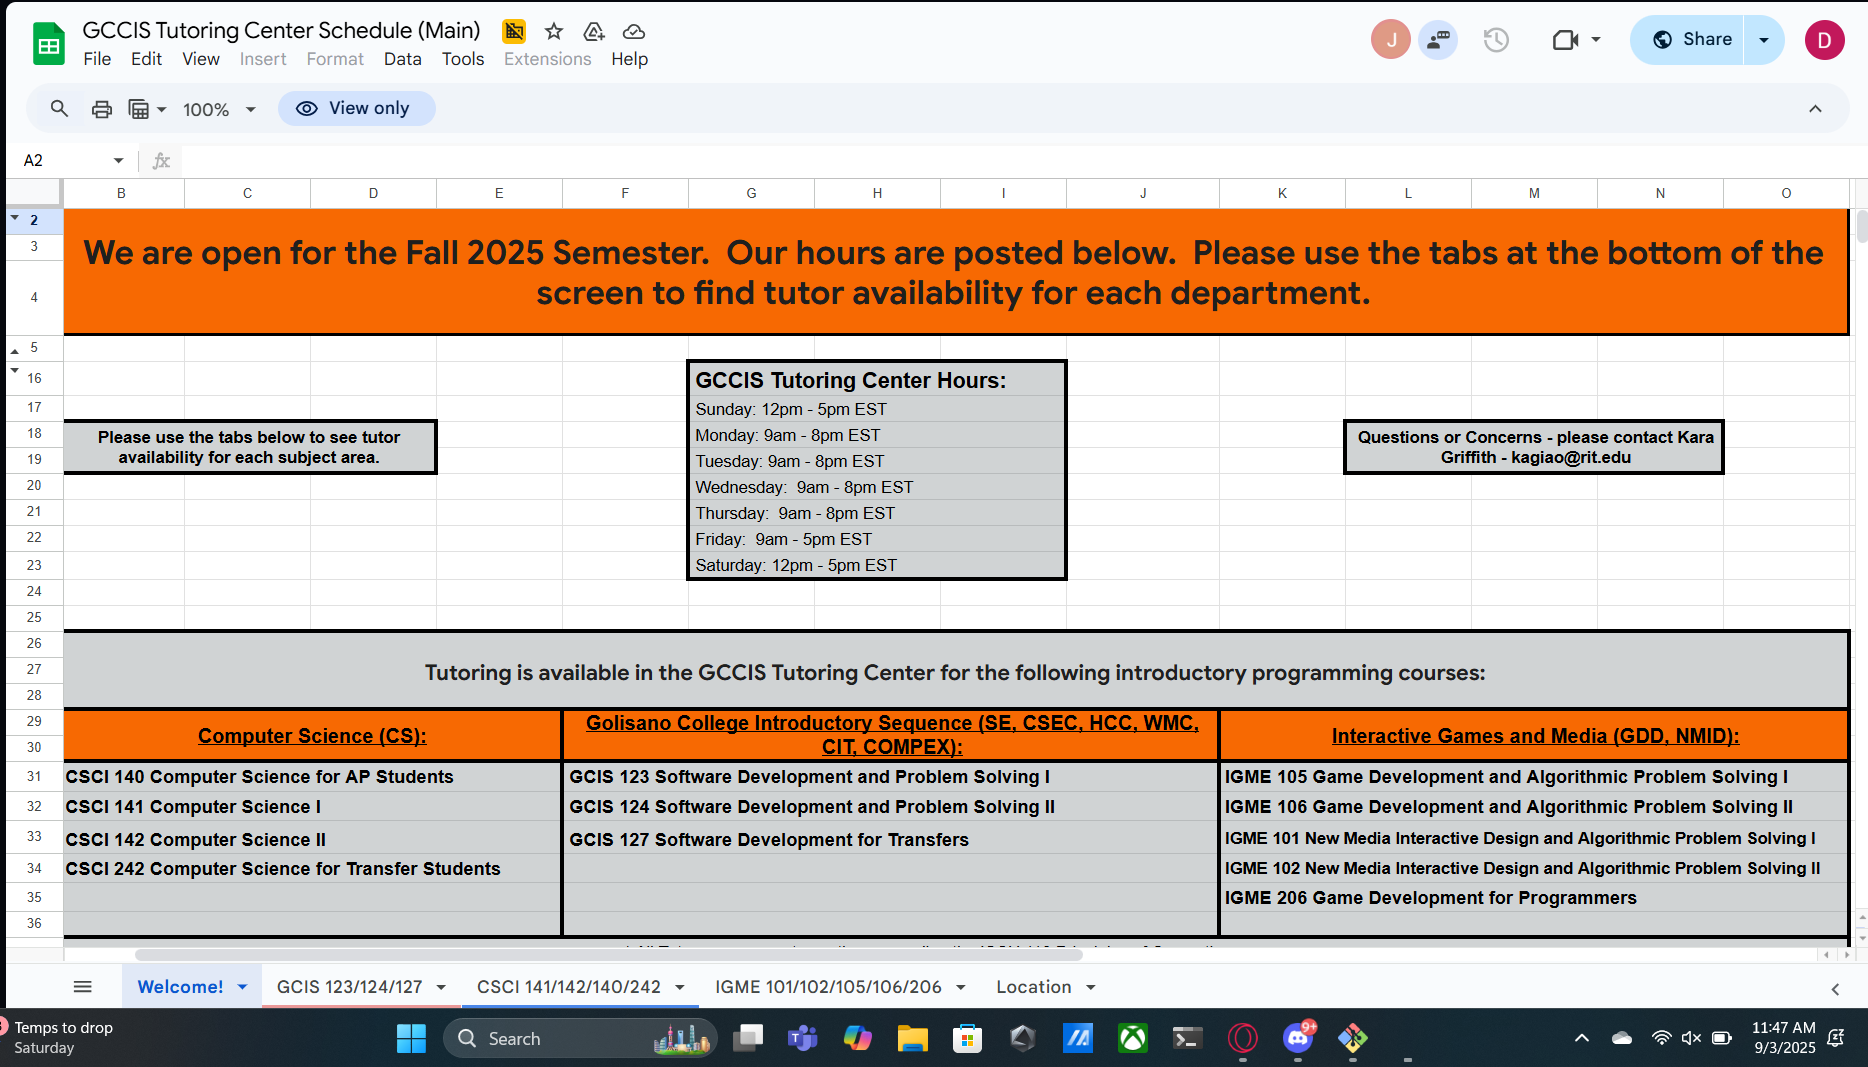 GCCIS Tutoring Center Schedule (Main)
File Edit View Insert Format Data Tools Extensions Help
J
Share
D
100%
View only
A2
fx
B C D E F G H I J K L M N O
2
We are open for the Fall 2025 Semester.  Our hours are posted below.  Please use the tabs at the bottom of the
screen to find tutor availability for each department.
3
4
5
16
GCCIS Tutoring Center Hours:
17
Sunday: 12pm - 5pm EST
18
Please use the tabs below to see tutor
availability for each subject area.
Monday: 9am - 8pm EST
Questions or Concerns - please contact Kara
Griffith - kagiao@rit.edu
19
Tuesday: 9am - 8pm EST
20
Wednesday:  9am - 8pm EST
21
Thursday:  9am - 8pm EST
22
Friday:  9am - 5pm EST
23
Saturday: 12pm - 5pm EST
24
25
26
27
Tutoring is available in the GCCIS Tutoring Center for the following introductory programming courses:
28
29
Computer Science (CS):
Golisano College Introductory Sequence (SE, CSEC, HCC, WMC,
CIT, COMPEX):
Interactive Games and Media (GDD, NMID):
30
31
CSCI 140 Computer Science for AP Students
GCIS 123 Software Development and Problem Solving I
IGME 105 Game Development and Algorithmic Problem Solving I
32
CSCI 141 Computer Science I
GCIS 124 Software Development and Problem Solving II
IGME 106 Game Development and Algorithmic Problem Solving II
33
CSCI 142 Computer Science II
GCIS 127 Software Development for Transfers
IGME 101 New Media Interactive Design and Algorithmic Problem Solving I
34
CSCI 242 Computer Science for Transfer Students
IGME 102 New Media Interactive Design and Algorithmic Problem Solving II
35
IGME 206 Game Development for Programmers
36
Welcome!
GCIS 123/124/127
CSCI 141/142/140/242
IGME 101/102/105/106/206
Location
Temps to drop
Saturday
Search
9+
11:47 AM
9/3/2025